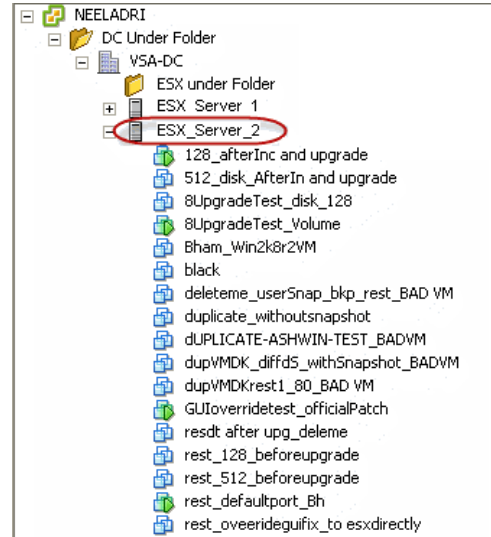 NEELADRI
DC Under Folder
VSA-DC
ESX under Folder
ESX Server 1
ESX_Server_2
128_afterInc and upgrade
512_disk_AfterIn and upgrade
8UpgradeTest_disk_128
8UpgradeTest_Volume
Bham_Win2k8r2VM
black
deleteme_userSnap_bkp_rest_BAD VM
duplicate_withoutsnapshot
dUPLICATE-ASHWIN-TEST_BADVM
dupVMDK_diffdS_withSnapshot_BADVM
dupVMDKrest1_80_BAD VM
GUIoverridetest_officialPatch
resdt after upg_deleme
rest_128_beforeupgrade
rest_512_beforeupgrade
rest_defaultport_Bh
rest_oveerideguifix_to esxdirectly